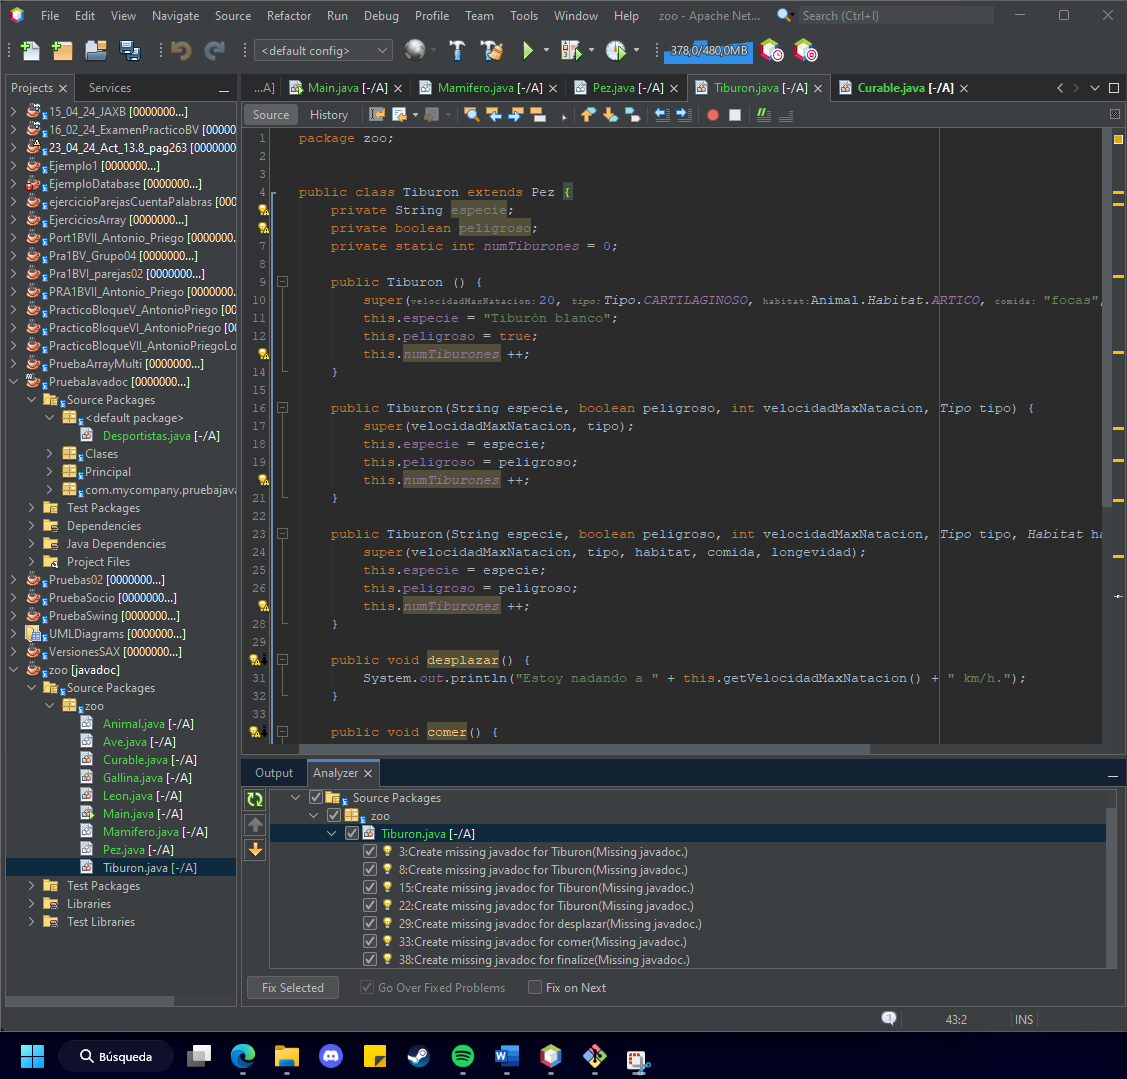 File Edit View Navigate Source Refactor Run Debug Profile Team Tools Window Help zoo - Apache Net... Search (Ctrl+I)
<default config> 378,0/480,0MB
Projects Services
...A] Main.java [-/A] Mamifero.java [-/A] Pez.java [-/A] Tiburon.java [-/A] Curable.java [-/A]
Source History
15_04_24_JAXB [0000000...]
16_02_24_ExamenPracticoBV [00000
23_04_24_Act_13.8_pag263 [0000000
Ejemplo1 [0000000...]
EjemploDatabase [0000000...]
ejercicioParejasCuentaPalabras [000
EjerciciosArray [0000000...]
Port1BVII_Antonio_Priego [0000000.
Pra1BV_Grupo04 [0000000...]
Pra1BVI_parejas02 [0000000...]
PRA1BVII_Antonio_Priego [0000000.
PracticoBloqueV_AntonioPriego [00
PracticoBloqueVI_AntonioPriego
PracticoBloqueVII_AntonioPriegoLo
PruebaArrayMulti [0000000...]
PruebaJavadoc [0000000...]
Source Packages
<default package>
Desportistas.java [-/A]
Clases
Principal
com.mycompany.pruebajava
Test Packages
Dependencies
Java Dependencies
Project Files
Pruebas02 [0000000...]
PruebaSocio [0000000...]
PruebaSwing [0000000...]
UMLDiagrams [0000000...]
VersionesSAX [0000000...]
zoo [javadoc]
Source Packages
zoo
Animal.java [-/A]
Ave.java [-/A]
Curable.java [-/A]
Gallina.java [-/A]
Leon.java [-/A]
Main.java [-/A]
Mamifero.java [-/A]
Pez.java [-/A]
Tiburon.java [-/A]
Test Packages
Libraries
Test Libraries
1 package zoo;
2
3
4 public class Tiburon extends Pez {
private String especie;
private boolean peligroso;
7 private static int numTiburones = 0;
8
9 public Tiburon () {
10 super(velocidadMaxNatacion: 20, tipo: Tipo.CARTILAGINOSO, habitat: Animal.Habitat.ARTICO, comida: "focas",
11 this.especie = "Tiburón blanco";
12 this.peligroso = true;
this.numTiburones ++;
14 }
15
16 public Tiburon(String especie, boolean peligroso, int velocidadMaxNatacion, Tipo tipo) {
17 super(velocidadMaxNatacion, tipo);
18 this.especie = especie;
19 this.peligroso = peligroso;
this.numTiburones ++;
21 }
22
23 public Tiburon(String especie, boolean peligroso, int velocidadMaxNatacion, Tipo tipo, Habitat ha
24 super(velocidadMaxNatacion, tipo, habitat, comida, longevidad);
25 this.especie = especie;
26 this.peligroso = peligroso;
this.numTiburones ++;
28 }
29
public void desplazar() {
31 System.out.println("Estoy nadando a " + this.getVelocidadMaxNatacion() + " km/h.");
32 }
33
public void comer() {
Output Analyzer
Source Packages
zoo
Tiburon.java [-/A]
3:Create missing javadoc for Tiburon(Missing javadoc.)
8:Create missing javadoc for Tiburon(Missing javadoc.)
15:Create missing javadoc for Tiburon(Missing javadoc.)
22:Create missing javadoc for Tiburon(Missing javadoc.)
29:Create missing javadoc for desplazar(Missing javadoc.)
33:Create missing javadoc for comer(Missing javadoc.)
38:Create missing javadoc for finalize(Missing javadoc.)
Fix Selected Go Over Fixed Problems Fix on Next
1 43:2 INS
Búsqueda